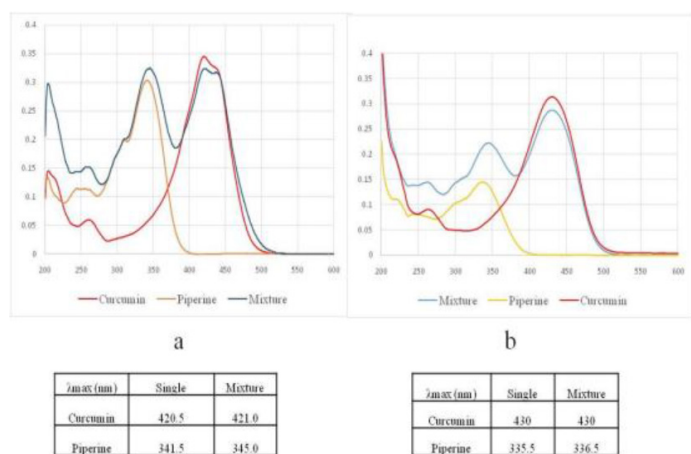 0.4
0.35
0.3
0.25
0.2
0.15
0.1
0.05
0
200 250 300 350 400 450 500 550 600
Curcumin Piperine Mixture
a
0.4
0.35
0.3
0.25
0.2
0.15
0.1
0.05
0
200 250 300 350 400 450 500 550 600
Mixture Piperine Curcumin
b
λmax (nm) Single Mixture
Curcumin 420.5 421.0
Piperine 341.5 345.0
λmax (nm) Single Mixture
Curcumin 430 430
Piperine 335.5 336.5